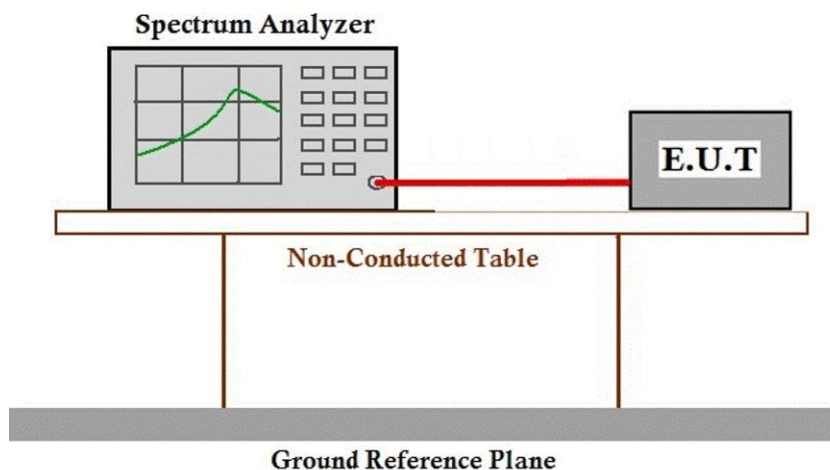 Spectrum Analyzer
E.U.T
Non-Conducted Table
Ground Reference Plane